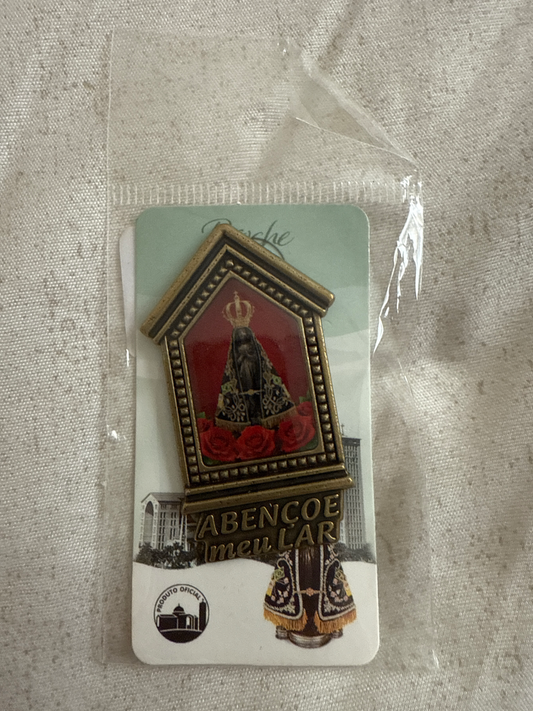 ABENÇOE
meu LAR
PRODUTO OFICIAL